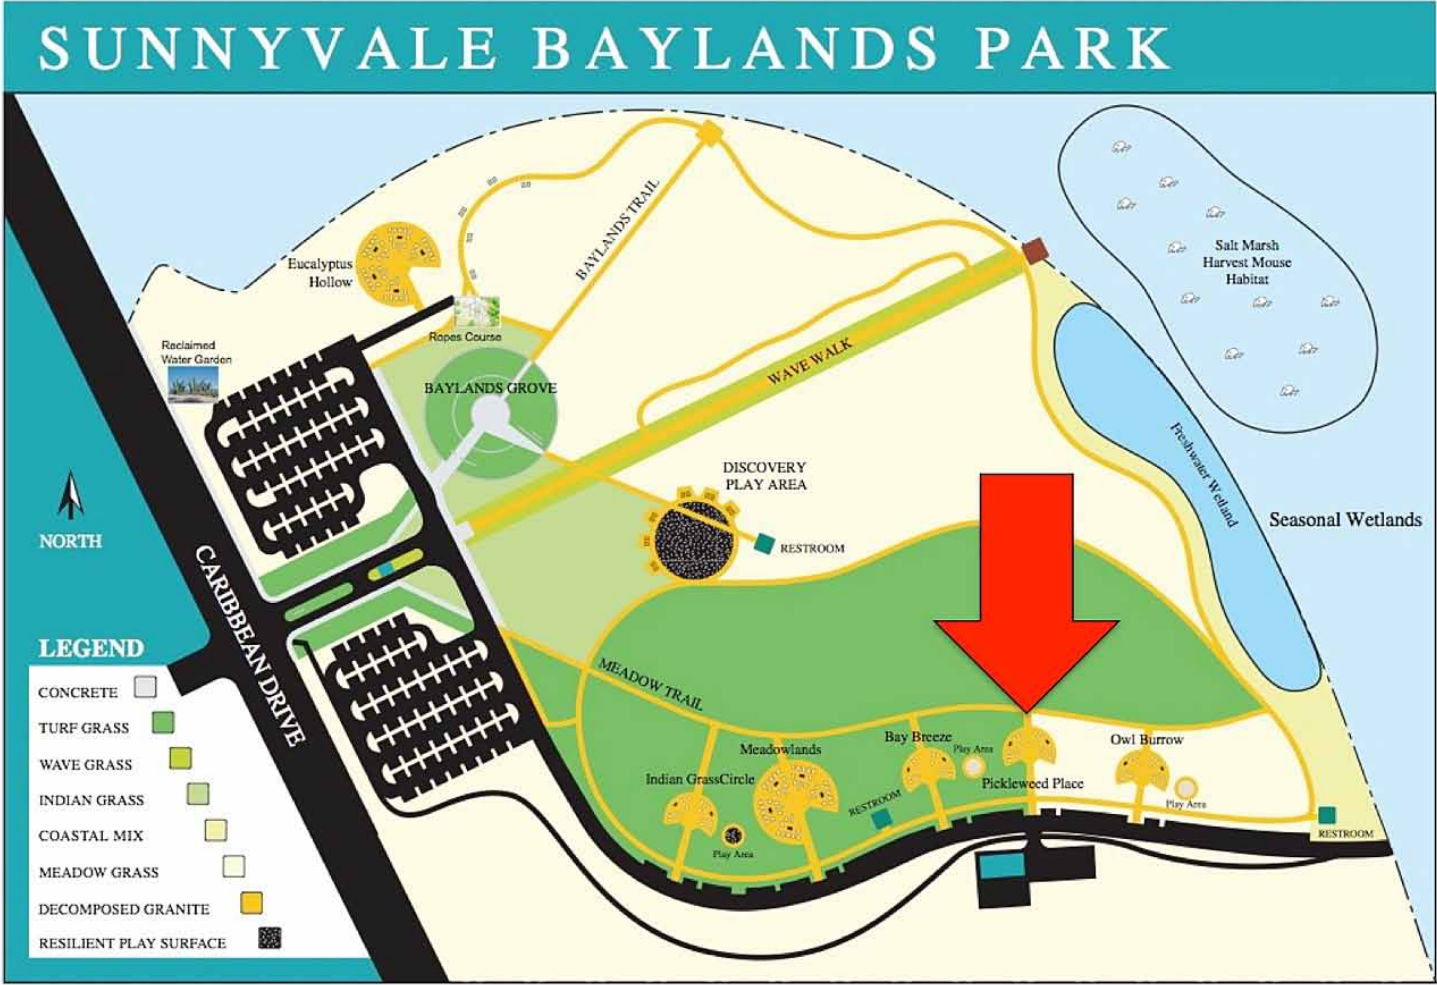 SUNNYVALE BAYLANDS PARK
Eucalyptus
Hollow
BAYLANDS TRAIL
Salt Marsh
Harvest Mouse
Habitat
Reclaimed
Water Garden
Ropes Course
BAYLANDS GROVE
WAVE WALK
DISCOVERY
PLAY AREA
RESTROOM
Freshwater Wetland
Seasonal Wetlands
NORTH
CARIBBEAN DRIVE
MEADOW TRAIL
Meadowlands
Indian GrassCircle
Play Area
Bay Breeze
Play Area
RESTROOM
Pickleweed Place
Owl Burrow
Play Area
RESTROOM
LEGEND
CONCRETE
TURF GRASS
WAVE GRASS
INDIAN GRASS
COASTAL MIX
MEADOW GRASS
DECOMPOSED GRANITE
RESILIENT PLAY SURFACE